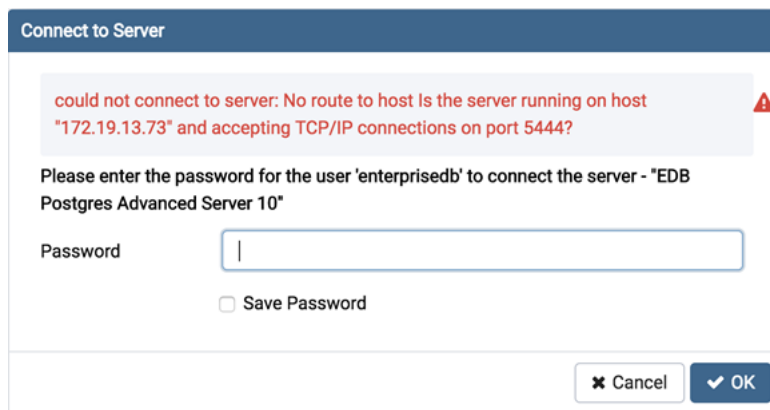 Connect to Server
could not connect to server: No route to host Is the server running on host
"172.19.13.73" and accepting TCP/IP connections on port 5444?
Please enter the password for the user 'enterprisedb' to connect the server - "EDB
Postgres Advanced Server 10"
Password
Save Password
Cancel
OK